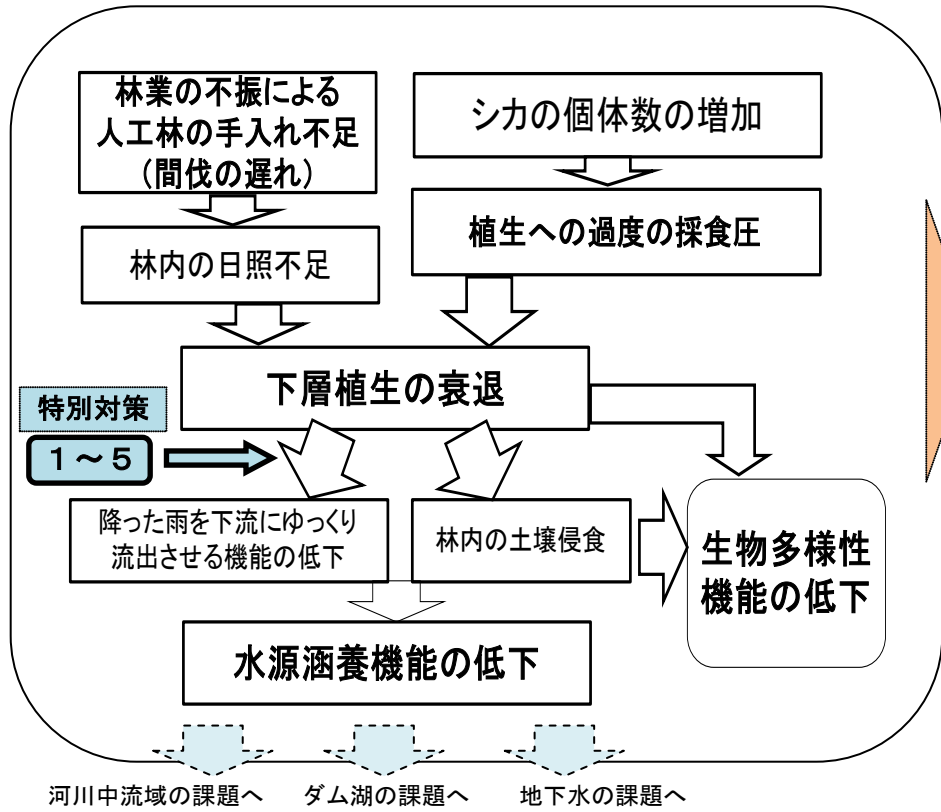 林業の不振による
人工林の手入れ不足
（間伐の遅れ）
シカの個体数の増加
林内の日照不足
植生への過度の採食圧
下層植生の衰退
特別対策
１～５
降った雨を下流にゆっくり
流出させる機能の低下
林内の土壌侵食
生物多様性
機能の低下
水源涵養機能の低下
河川中流域の課題へ
ダム湖の課題へ
地下水の課題へ